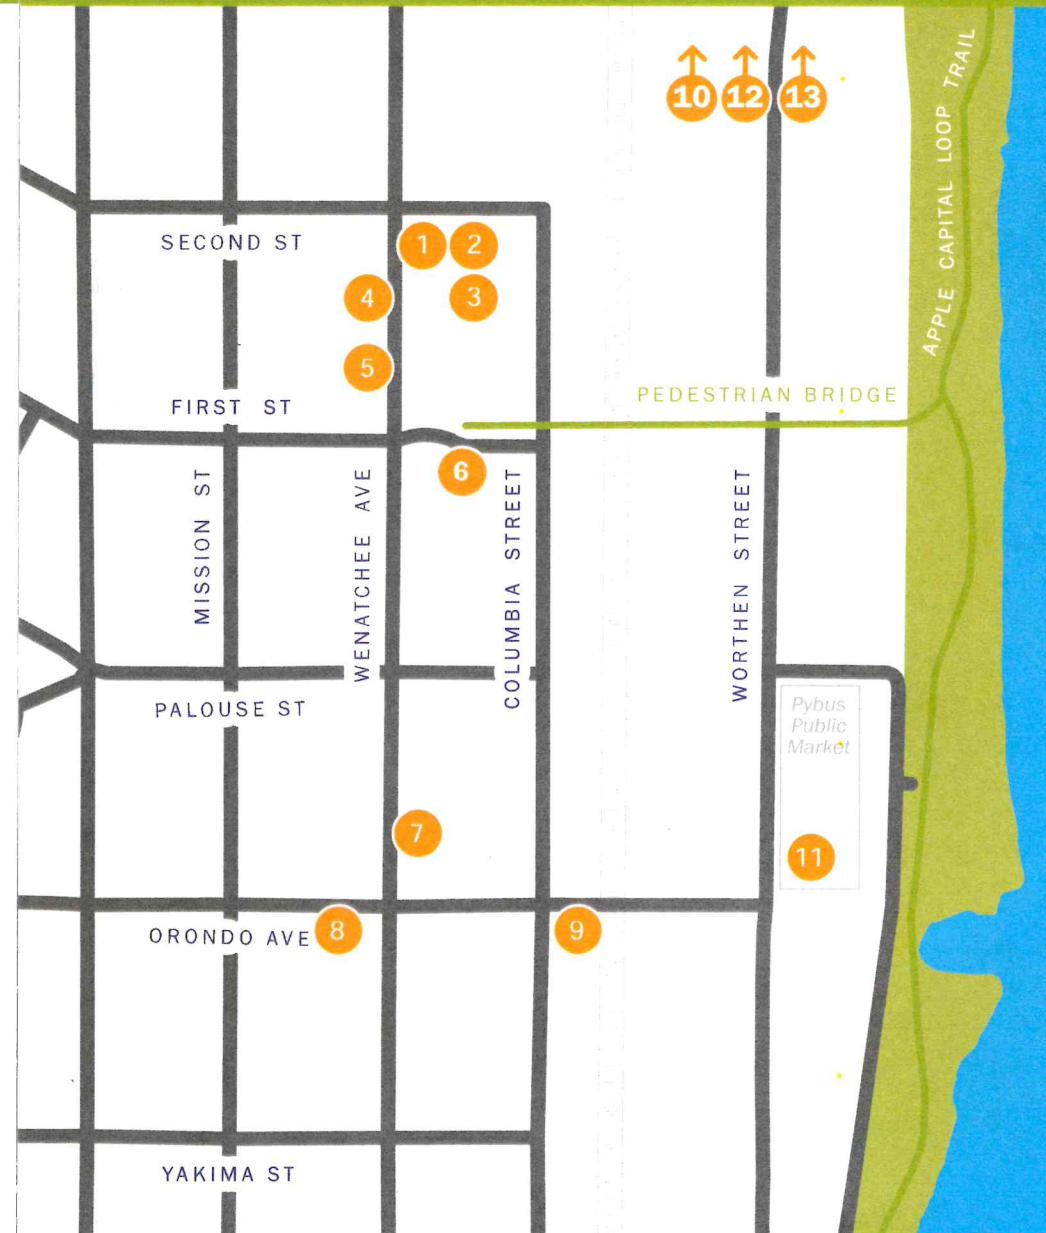 10 12 13
APPLE CAPITAL LOOP TRAIL
SECOND ST
1 2
4 3
5
PEDESTRIAN BRIDGE
FIRST ST
6
MISSION ST
WENATCHEE AVE
COLUMBIA STREET
WORTHEN STREET
PALOUSE ST
Pybus
Public
Market
7
11
ORONDO AVE 8
9
YAKIMA ST